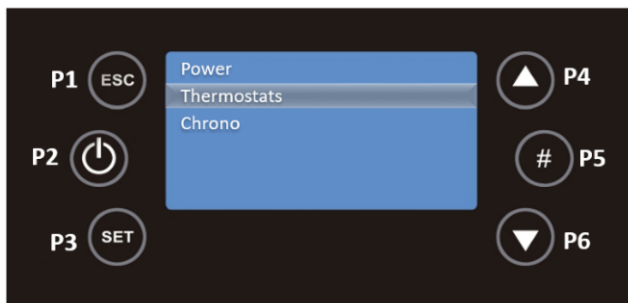 P1 ESC
P2
P3 SET
Power
Thermostats
Chrono
P4
# P5
P6